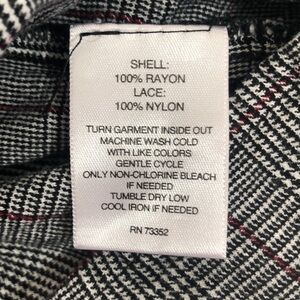 SHELL:
100% RAYON
LACE:
100% NYLON
TURN GARMENT INSIDE OUT
MACHINE WASH COLD
WITH LIKE COLORS
GENTLE CYCLE
ONLY NON-CHLORINE BLEACH
IF NEEDED
TUMBLE DRY LOW
COOL IRON IF NEEDED
RN 73352